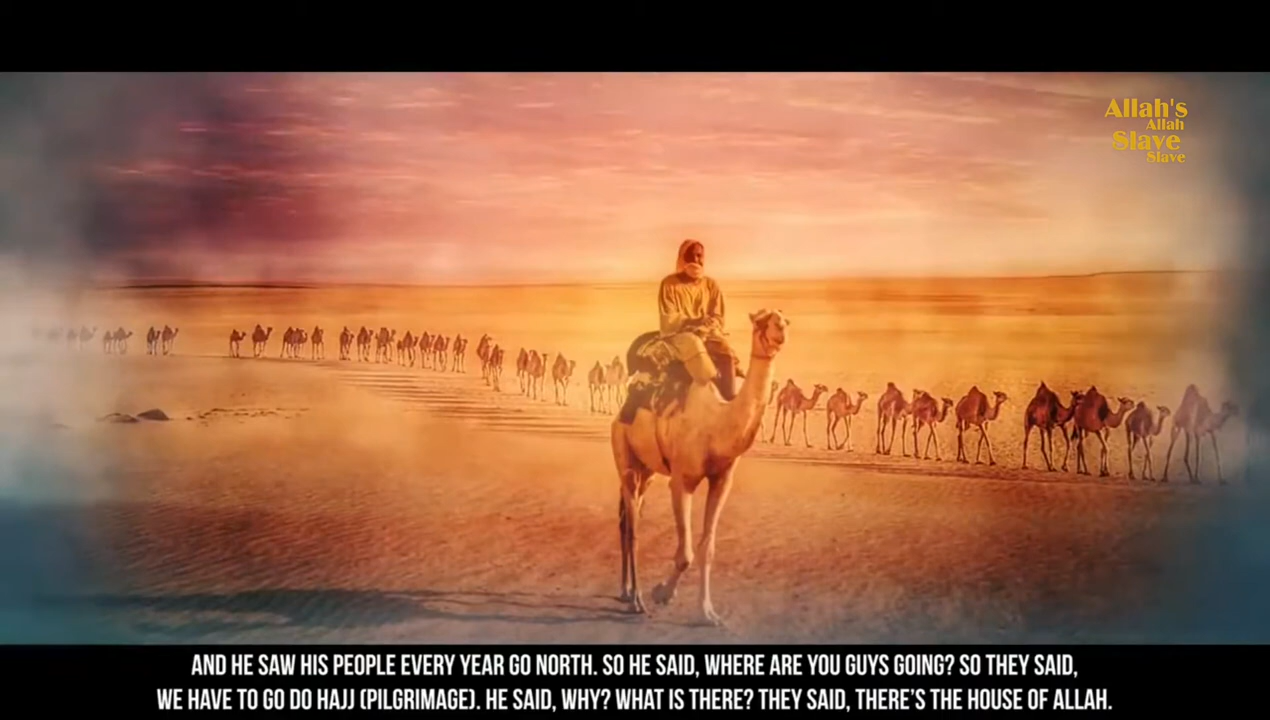 Allah's
Allah
Slave
Slave
AND HE SAW HIS PEOPLE EVERY YEAR GO NORTH. SO HE SAID, WHERE ARE YOU GUYS GOING? SO THEY SAID,
WE HAVE TO GO DO HAJJ (PILGRIMAGE). HE SAID, WHY? WHAT IS THERE? THEY SAID, THERE'S THE HOUSE OF ALLAH.